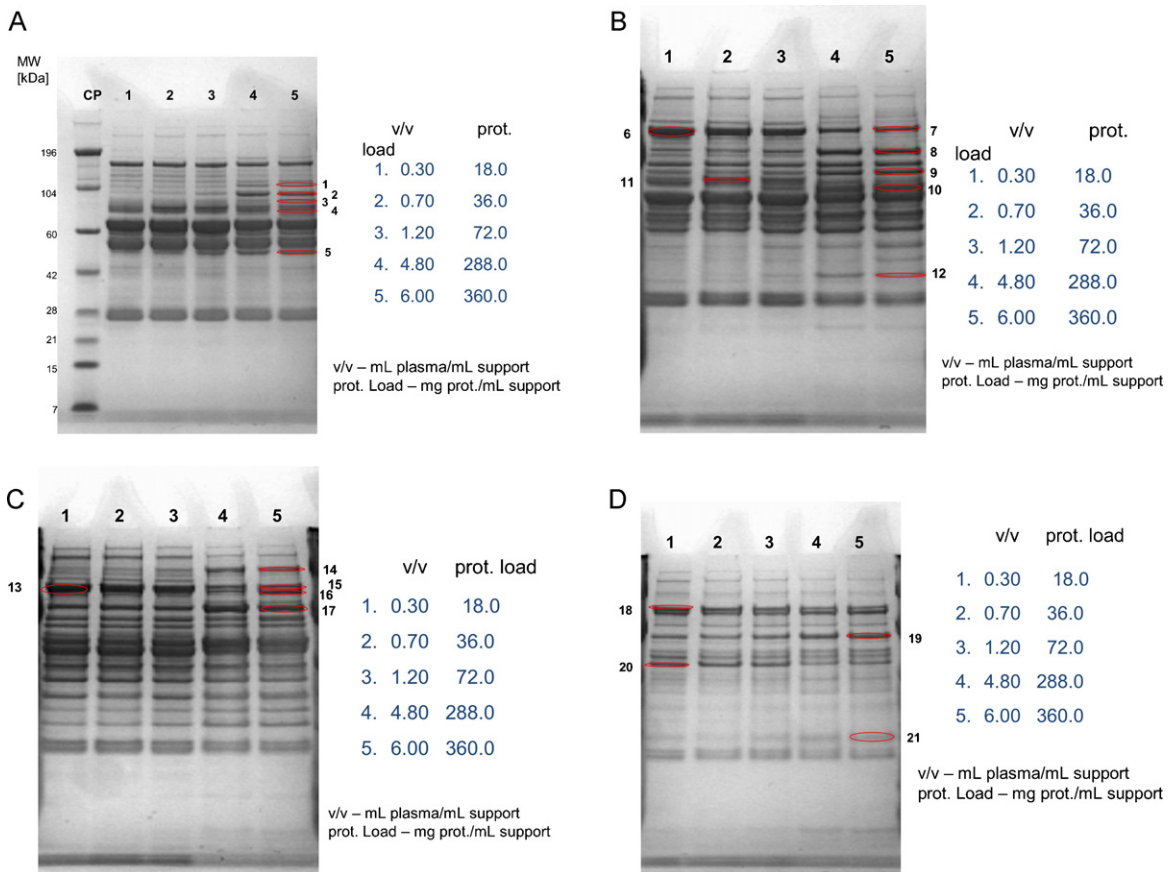 A
MW
[kDa]
CP 1 2 3 4 5
196
104
60
42
28
21
15
7
1
2
3
4
5
v/v prot.
load
1. 0.30 18.0
2. 0.70 36.0
3. 1.20 72.0
4. 4.80 288.0
5. 6.00 360.0
v/v – mL plasma/mL support
prot. Load – mg prot./mL support
B
1 2 3 4 5
6
11
7
8
9
10
12
v/v prot.
load
1. 0.30 18.0
2. 0.70 36.0
3. 1.20 72.0
4. 4.80 288.0
5. 6.00 360.0
v/v – mL plasma/mL support
prot. Load – mg prot./mL support
C
1 2 3 4 5
13
14
15
16
17
v/v prot. load
1. 0.30 18.0
2. 0.70 36.0
3. 1.20 72.0
4. 4.80 288.0
5. 6.00 360.0
v/v – mL plasma/mL support
prot. Load – mg prot./mL support
D
1 2 3 4 5
18
20
19
21
v/v prot. load
1. 0.30 18.0
2. 0.70 36.0
3. 1.20 72.0
4. 4.80 288.0
5. 6.00 360.0
v/v – mL plasma/mL support
prot. Load – mg prot./mL support